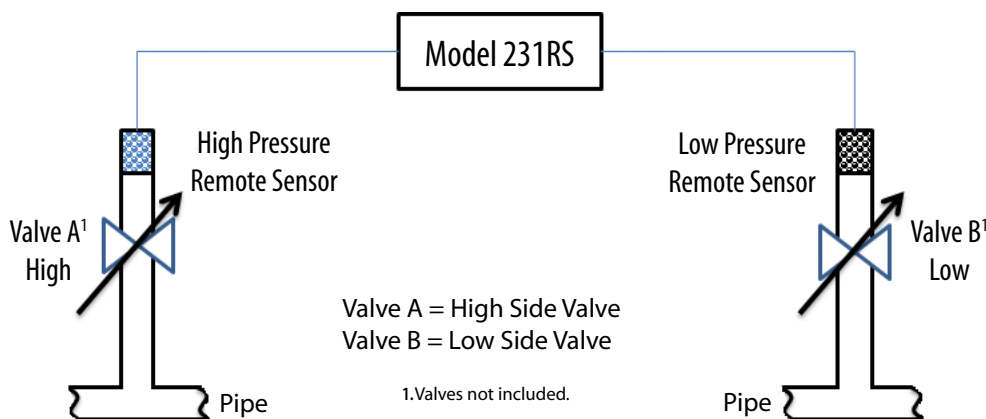 Model 231RS
High Pressure
Remote Sensor
Low Pressure
Remote Sensor
Valve A¹
High
Valve B¹
Low
Valve A = High Side Valve
Valve B = Low Side Valve
1.Valves not included.
Pipe
Pipe